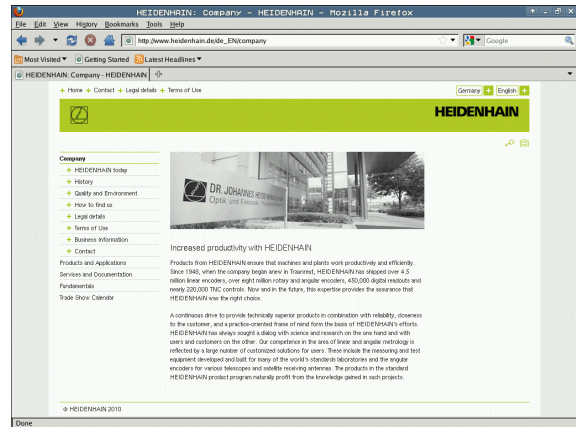 HEIDENHAIN: Company - HEIDENHAIN - Mozilla Firefox
File Edit View History Bookmarks Tools Help
http://www.heidenhain.de/de_EN/company
Google
Most Visited Getting Started Latest Headlines
HEIDENHAIN: Company - HEIDENHAIN
Home + Contact + Legal details + Terms of Use
Germany + English +
HEIDENHAIN
Company
+ HEIDENHAIN today
+ History
+ Quality and Environment
+ How to find us
+ Legal details
+ Terms of Use
+ Business Information
+ Contact
Products and Applications
Services and Documentation
Fundamentals
Trade Show Calendar
DR. JOHANNES HEIDENHAIN
Optik und Elektronik
Increased productivity with HEIDENHAIN
Products from HEIDENHAIN ensure that machines and plants work productively and efficiently.
Since 1948, when the company began anew in Traunreut, HEIDENHAIN has shipped over 4.5
million linear encoders, over eight million rotary and angular encoders, 450,000 digital readouts and
nearly 220,000 TNC controls. Now and in the future, this expertise provides the assurance that
HEIDENHAIN was the right choice.
A continuous drive to provide technically superior products in combination with reliability, closeness
to the customer, and a practice-oriented frame of mind form the basis of HEIDENHAIN's efforts.
HEIDENHAIN has always sought a dialog with science and research on the one hand and with
users and customers on the other. Our competence in the area of linear and angular metrology is
reflected by a large number of customized solutions for users. These include the measuring and test
equipment developed and built for many of the world's standards laboratories and the angular
encoders for various telescopes and satellite receiving antennas. The products in the standard
HEIDENHAIN product program naturally profit from the knowledge gained in such projects.
© HEIDENHAIN 2010
Done